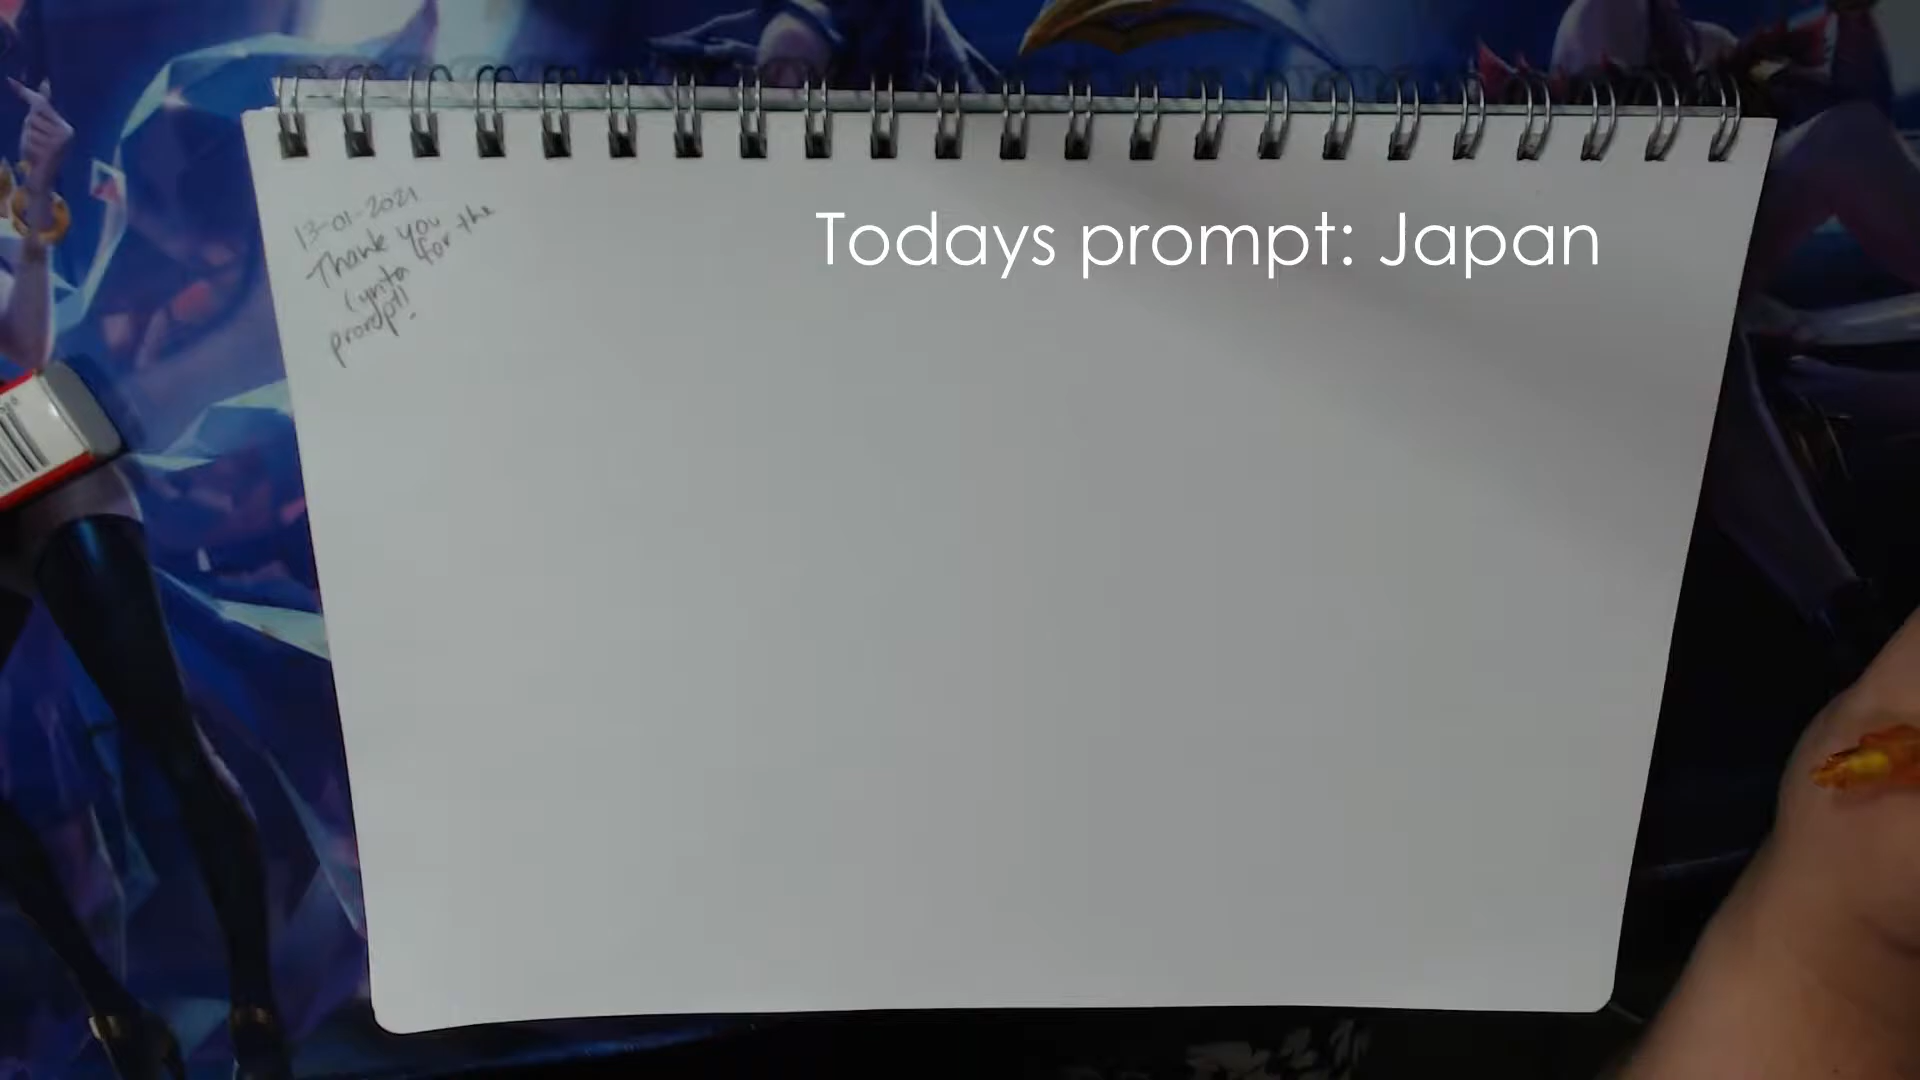 13-01-2021
Thank you
for the
prompt!
Todays prompt: Japan